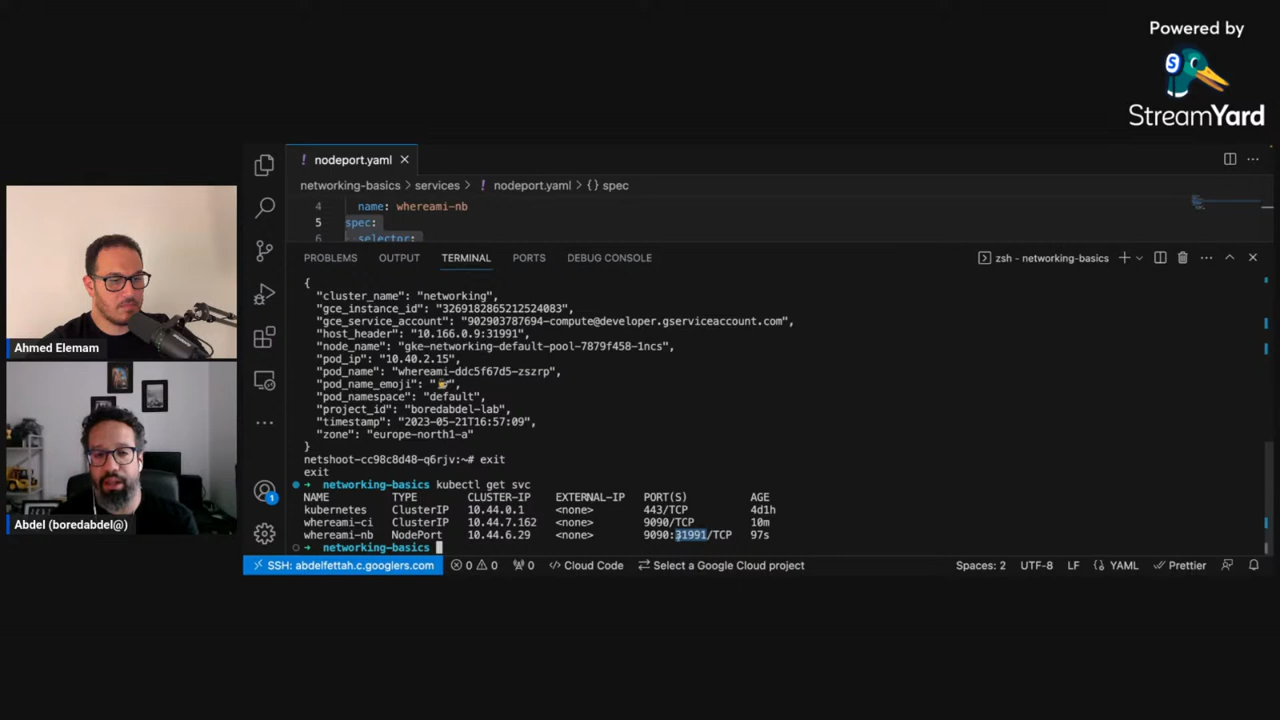 Powered by
S
StreamYard
! nodeport.yaml ×
networking-basics > services > ! nodeport.yaml > {} spec
4 name: whereami-nb
5 spec:
6 selector:
PROBLEMS OUTPUT TERMINAL PORTS DEBUG CONSOLE zsh - networking-basics
{
"cluster_name": "networking",
"gce_instance_id": "3269182865212524083",
"gce_service_account": "902903787694-compute@developer.gserviceaccount.com",
"host_header": "10.166.0.9:31991",
"node_name": "gke-networking-default-pool-7879f458-1ncs",
"pod_ip": "10.40.2.15",
"pod_name": "whereami-ddc5f67d5-zszrp",
"pod_name_emoji": "",
"pod_namespace": "default",
"project_id": "boredabdel-lab",
"timestamp": "2023-05-21T16:57:09",
"zone": "europe-north1-a"
}
netshoot-cc98c8d48-q6rjv:~# exit
exit
→ networking-basics kubectl get svc
NAME TYPE CLUSTER-IP EXTERNAL-IP PORT(S) AGE
kubernetes ClusterIP 10.44.0.1 <none> 443/TCP 4d1h
whereami-ci ClusterIP 10.44.7.162 <none> 9090/TCP 10m
whereami-nb NodePort 10.44.6.29 <none> 9090:31991/TCP 97s
→ networking-basics
1
SSH: abdelfettah.c.googlers.com 0 0 0 </> Cloud Code Select a Google Cloud project Spaces: 2 UTF-8 LF {} YAML Prettier
Ahmed Elemam
Abdel (boredabdel@)